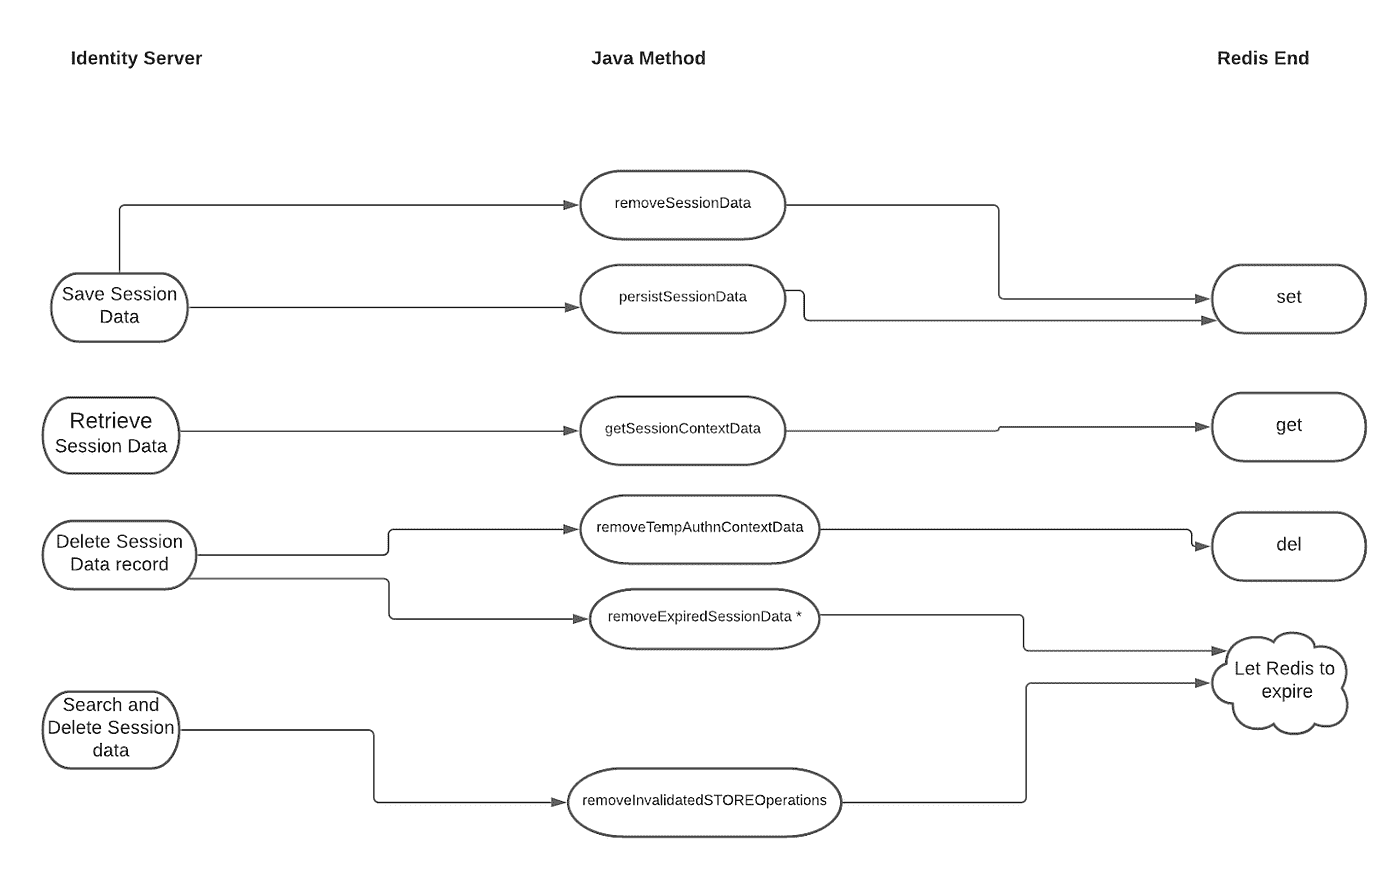 Identity Server
Java Method
Redis End
removeSessionData
Save Session
Data
persistSessionData
set
Retrieve
Session Data
getSessionContextData
get
Delete Session
Data record
removeTempAuthnContextData
del
removeExpiredSessionData *
Let Redis to
expire
Search and
Delete Session
data
removeInvalidatedSTOREOperations